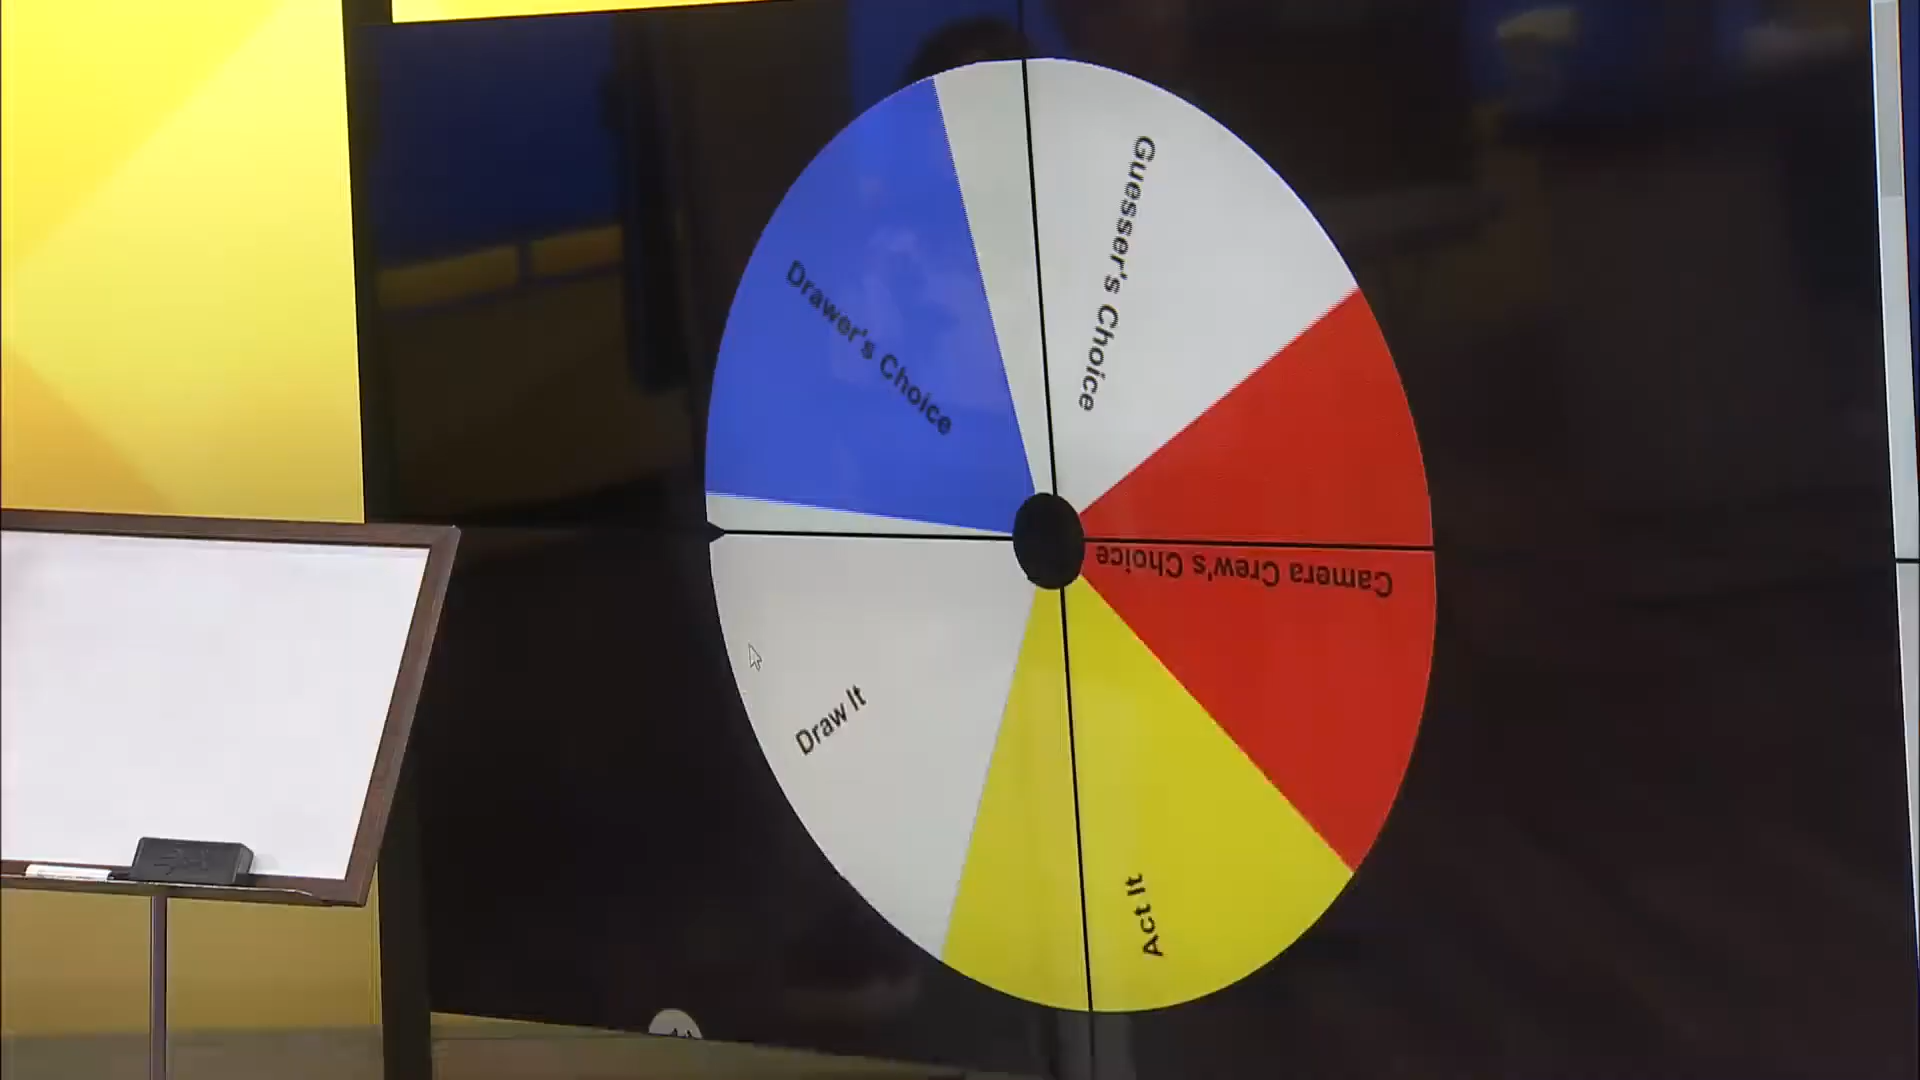 Guesser's Choice
Drawer's Choice
Camera Crew's Choice
Draw It
Act It